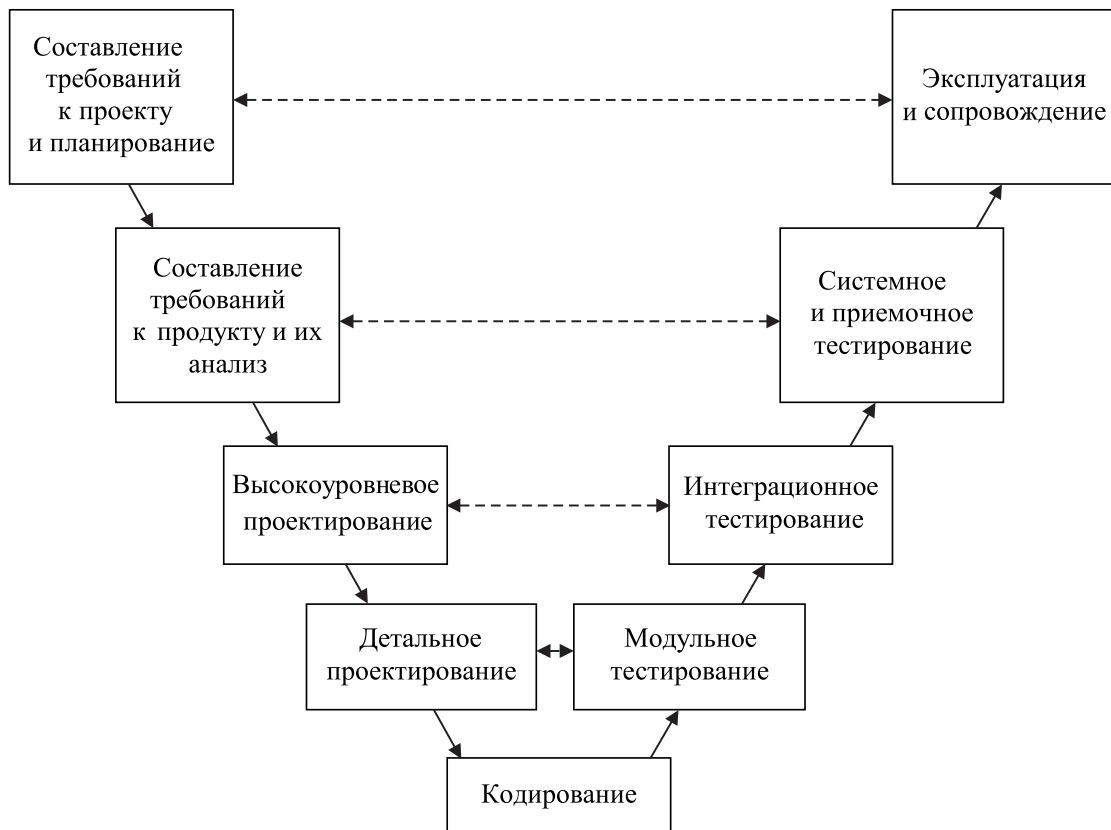 Составление
требований
к проекту
и планирование
Эксплуатация
и сопровождение
Составление
требований
к продукту и их
анализ
Системное
и приемочное
тестирование
Высокоуровневое
проектирование
Интеграционное
тестирование
Детальное
проектирование
Модульное
тестирование
Кодирование